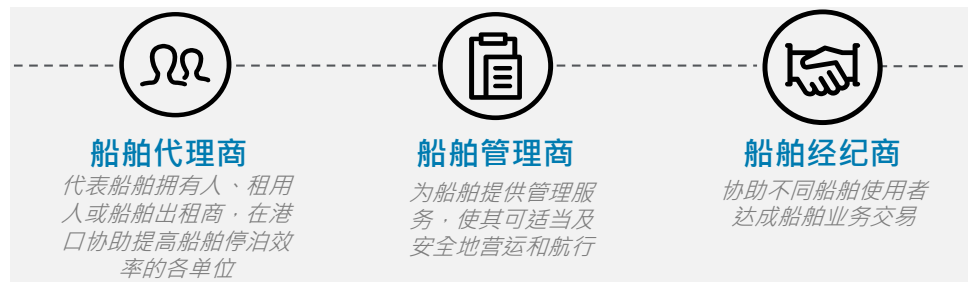 船舶代理商
代表船舶拥有人、租用
人或船舶出租商，在港
口协助提高船舶停泊效
率的各单位
船舶管理商
为船舶提供管理服
务，使其可适当及
安全地营运和航行
船舶经纪商
协助不同船舶使用者
达成船舶业务交易